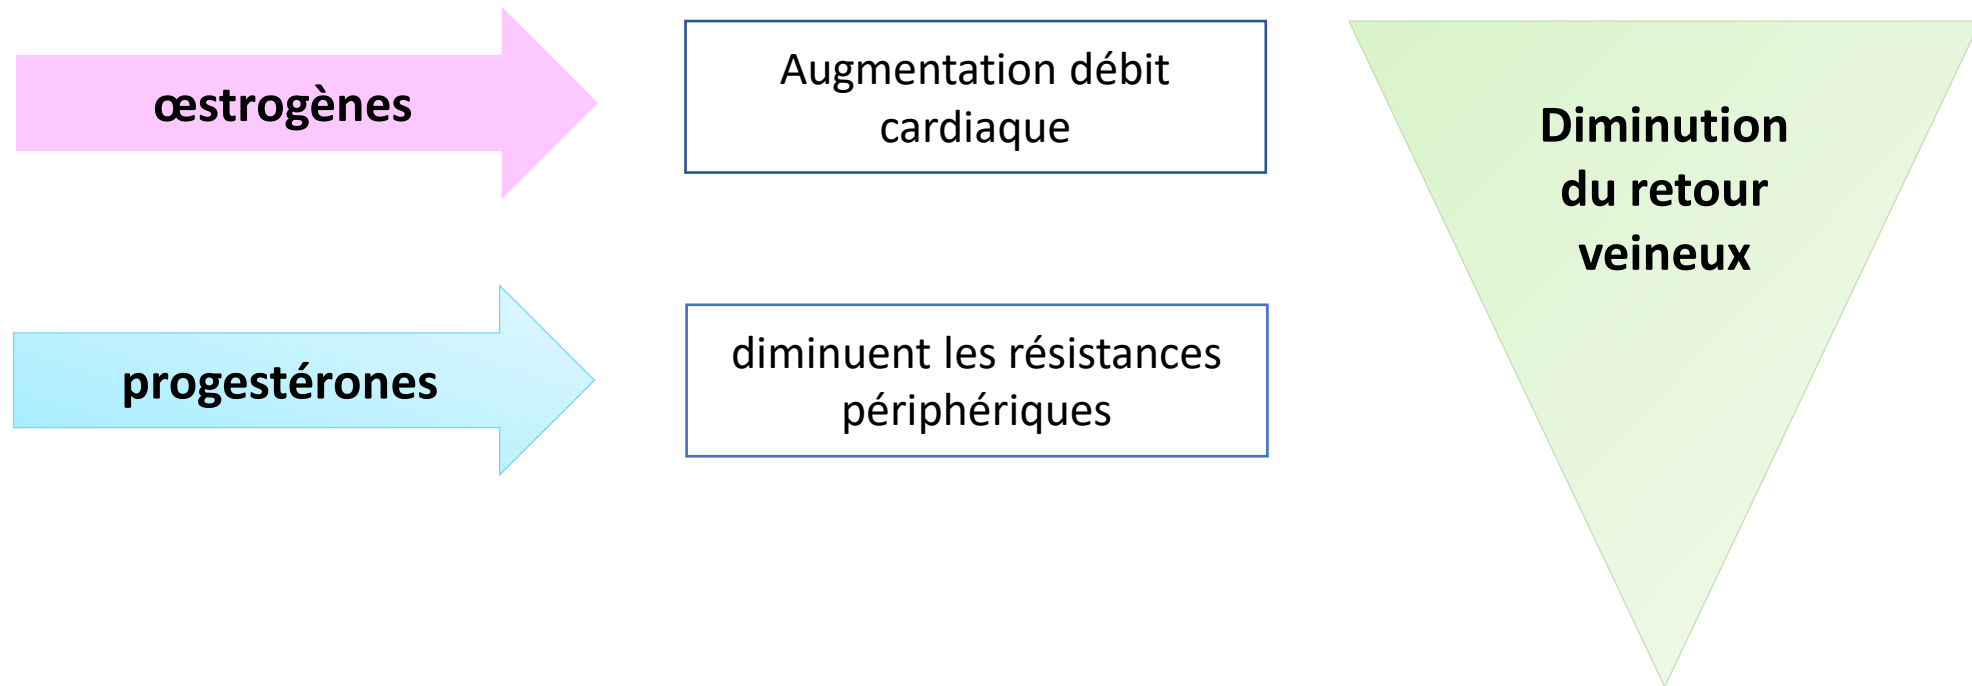 œstrogènes
Augmentation débit
cardiaque
progestérones
diminuent les résistances
périphériques
Diminution
du retour
veineux